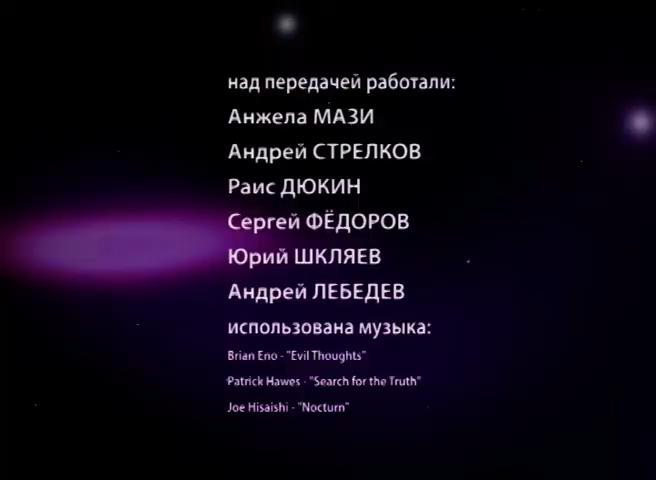 над передачей работали:
Анжела МАЗИ
Андрей СТРЕЛКОВ
Раис ДЮКИН
Сергей ФЁДОРОВ
Юрий ШКЛЯЕВ
Андрей ЛЕБЕДЕВ
использована музыка:
Brian Eno - "Evil Thoughts"
Patrick Hawes - "Search for the Truth"
Joe Hisaishi - "Nocturn"